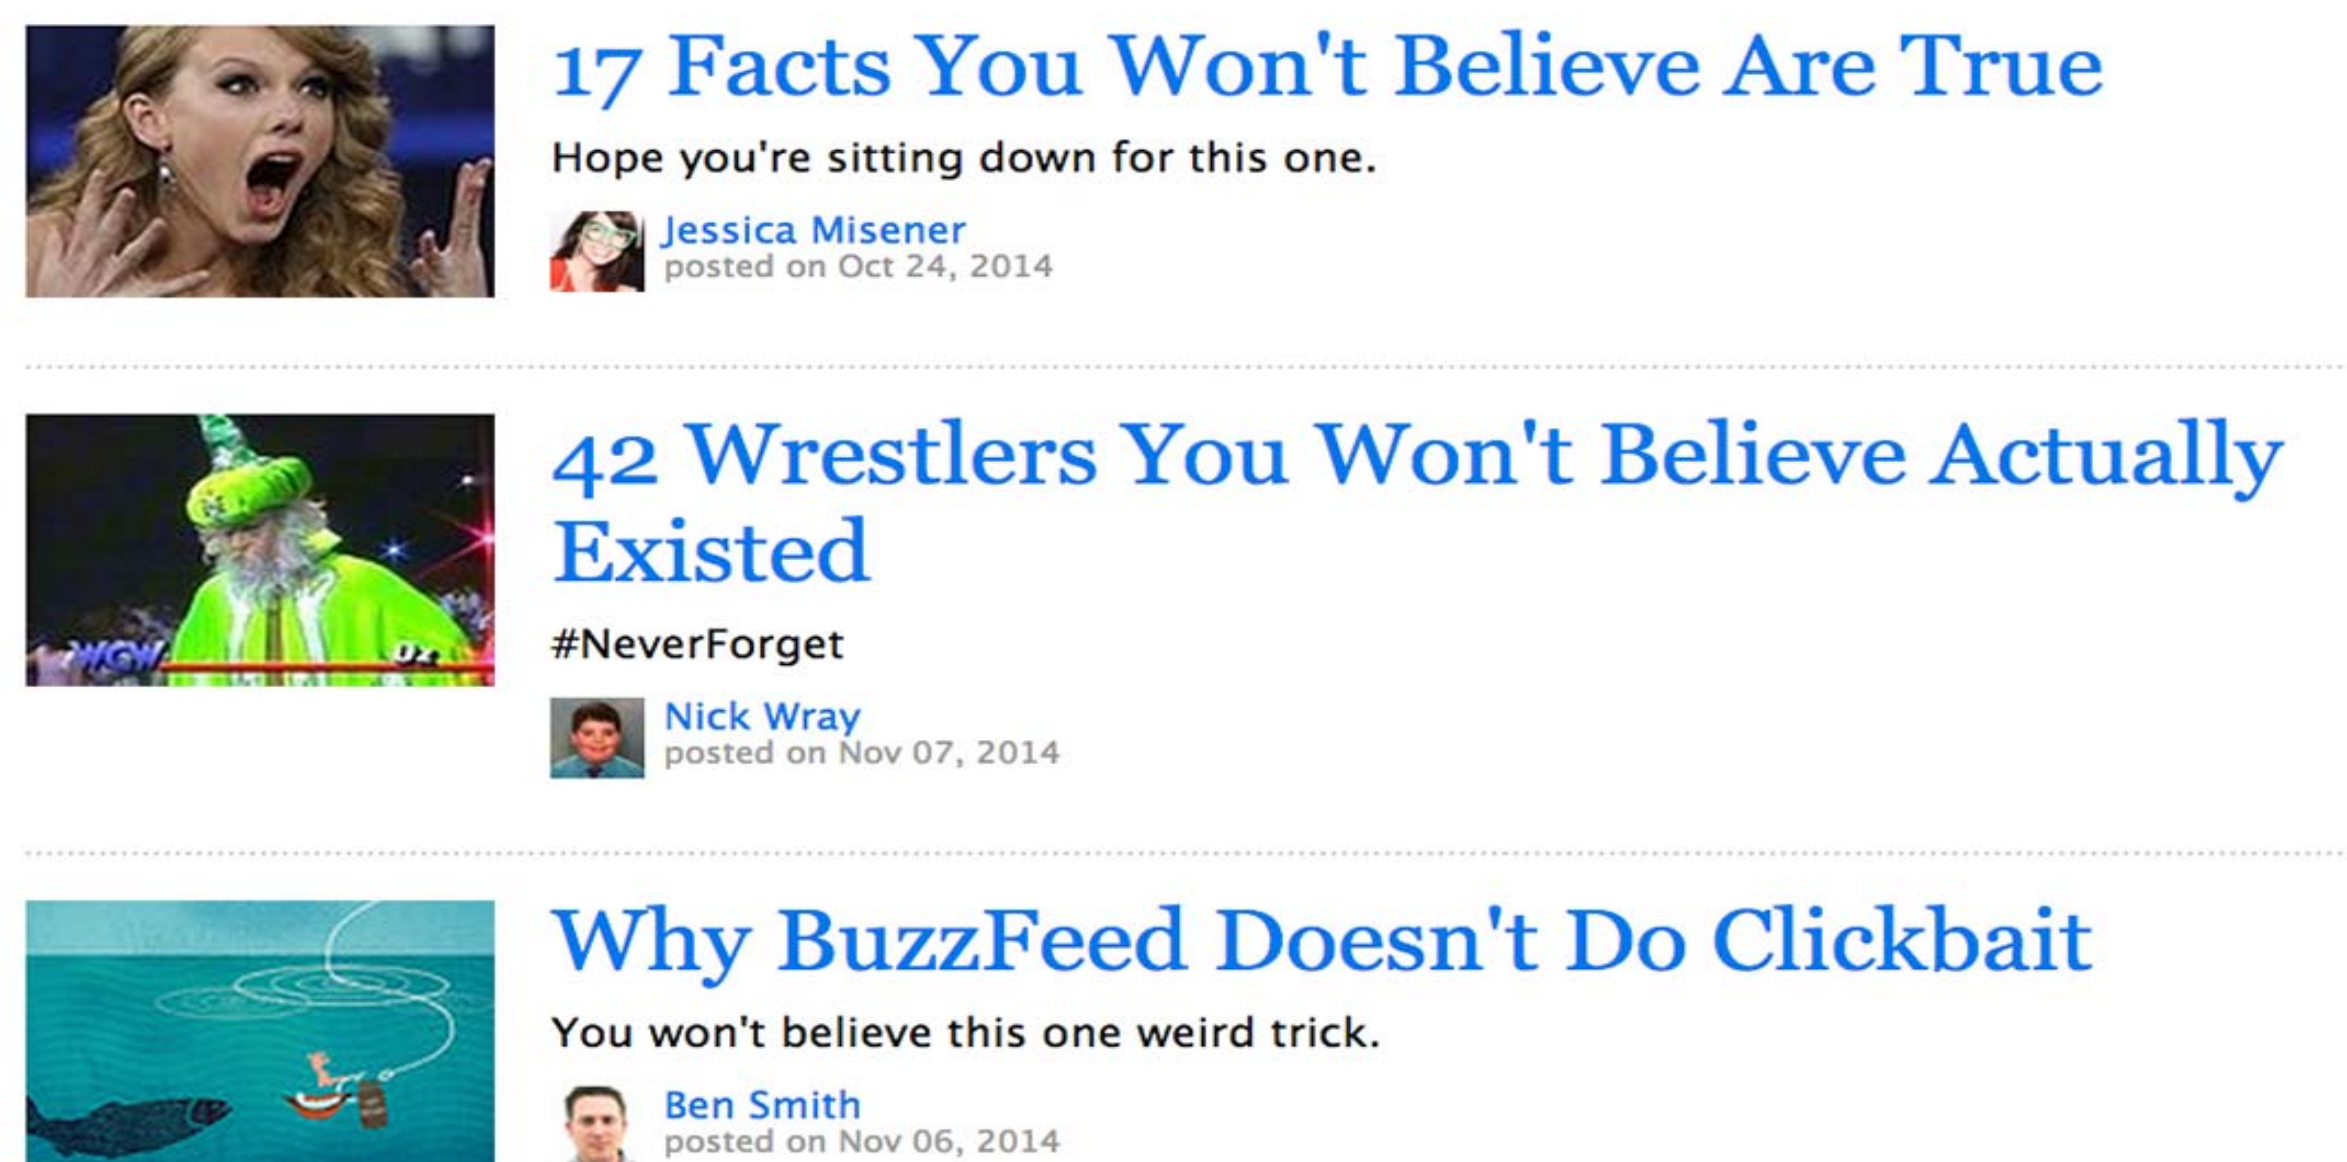 17 Facts You Won't Believe Are True
Hope you're sitting down for this one.
Jessica Misener
posted on Oct 24, 2014
42 Wrestlers You Won't Believe Actually
Existed
WCW
OZ
#NeverForget
Nick Wray
posted on Nov 07, 2014
Why BuzzFeed Doesn't Do Clickbait
You won't believe this one weird trick.
Ben Smith
posted on Nov 06, 2014